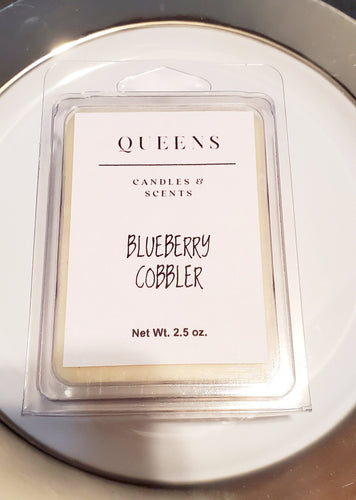 QUEENS
CANDLES &
SCENTS
BLUEBERRY
COBBLER
Net Wt. 2.5 oz.